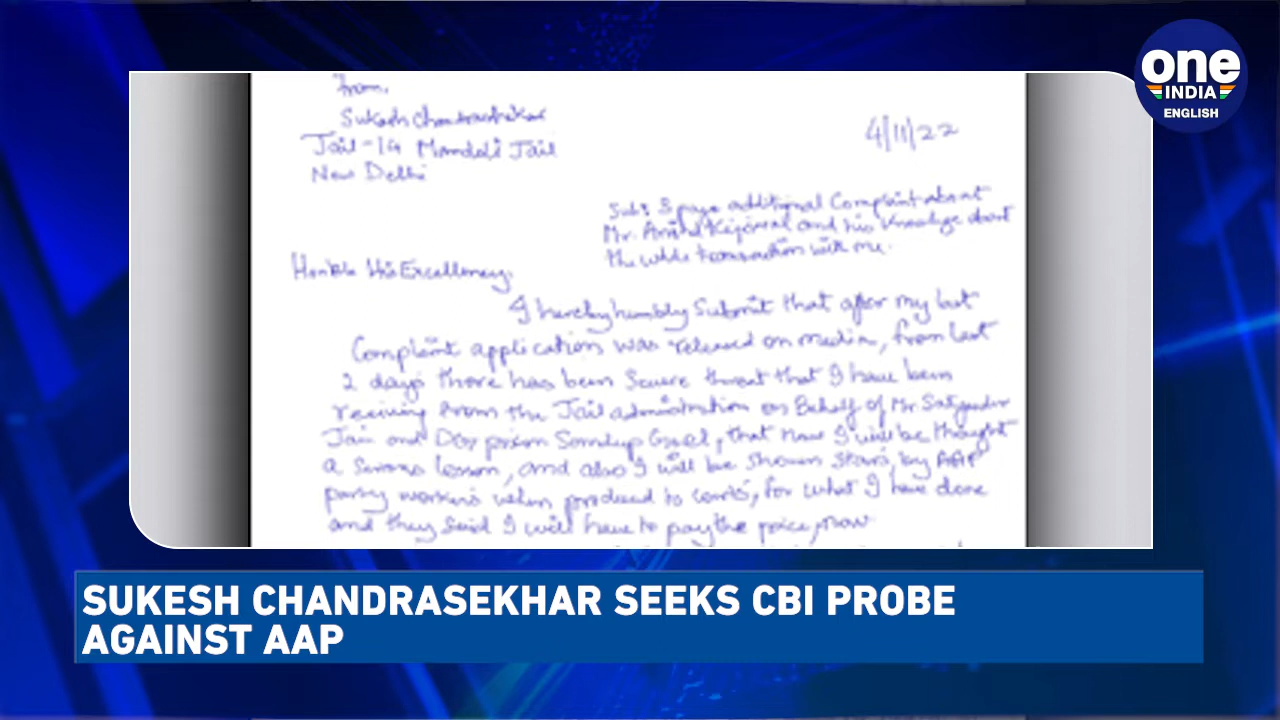 one
INDIA
ENGLISH
from,
Sukesh Chandrashekar
Jail-14 Mandoli Jail
New Delhi
4/11/22
Sub: 3 page additional Complaint about
Mr. Arvind Kejriwal and his knowledge about
the whole transaction with me.
Hon'ble His Excellency,
I hereby humbly Submit that after my last
Complaint application was released on media, from last
2 days there has been severe threat that I have been
reciving from the Jail administration on Behalf of Mr. Satyendar
Jain and DG prison Sandeep Goel, that now I will be thought
a serious lesson, and also I will be shown by AAP
party workers when produced to courts, for what I have done
and they said I will have to pay the price, now
SUKESH CHANDRASEKHAR SEEKS CBI PROBE
AGAINST AAP